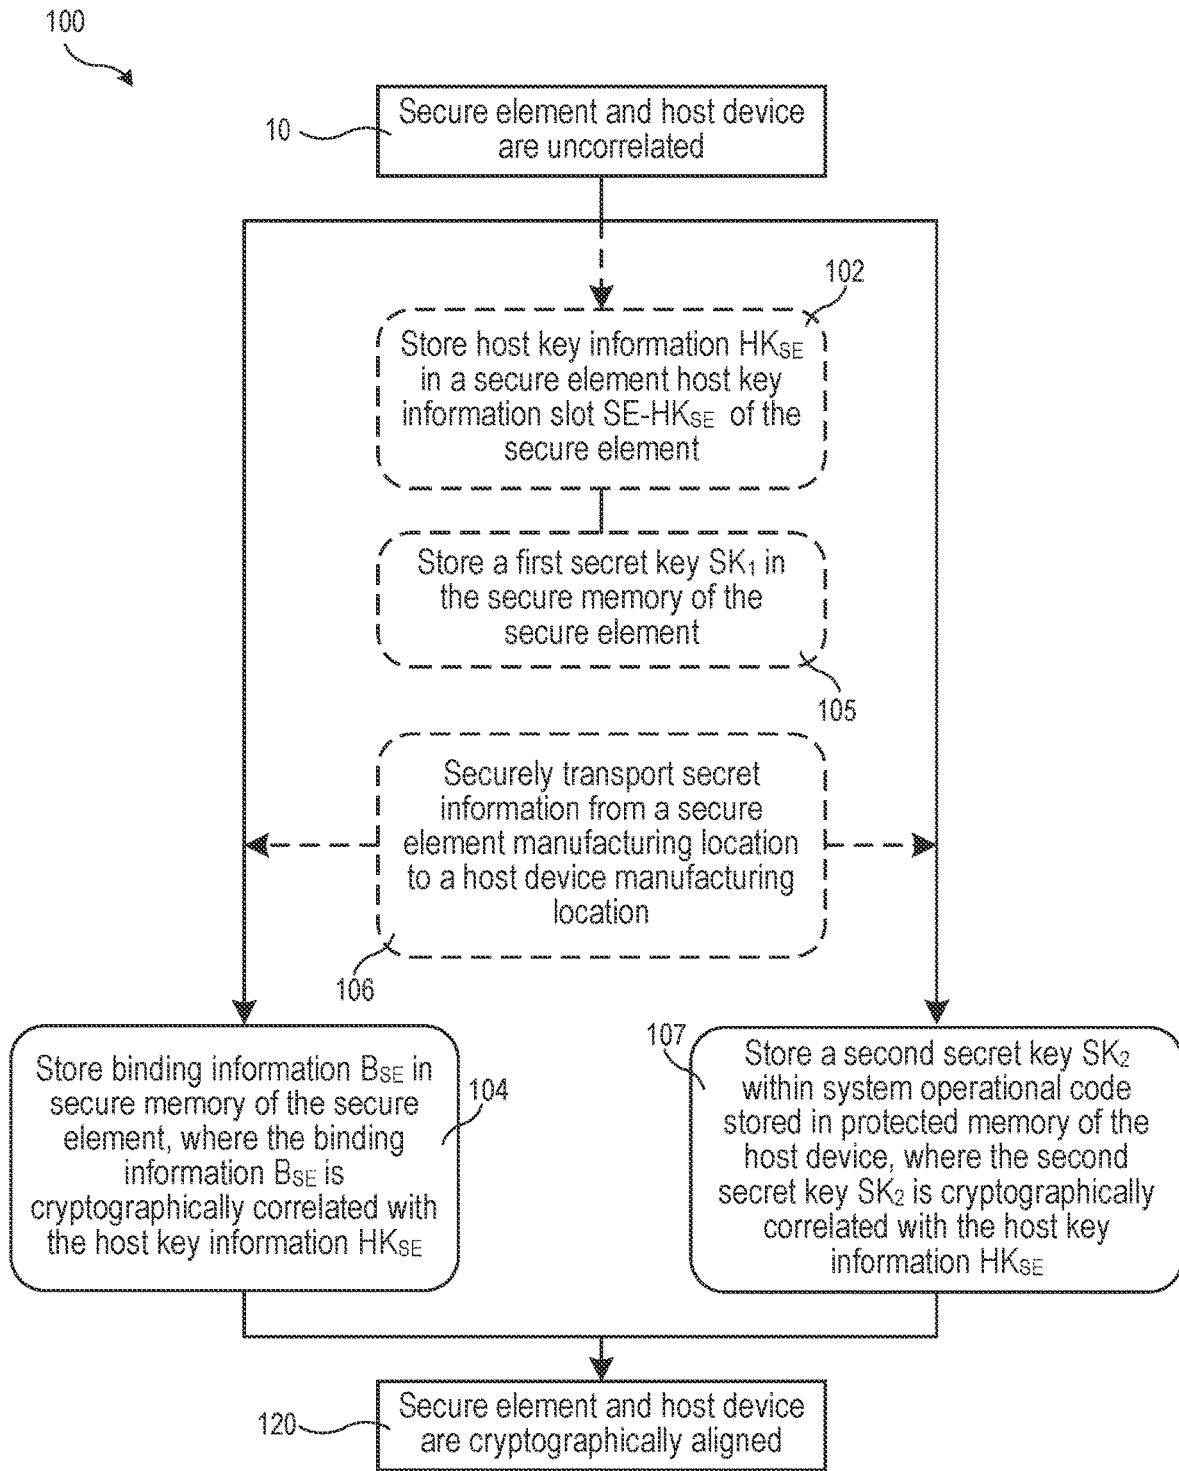 100
10
Secure element and host device
are uncorrelated
102
Store host key information HKSE
in a secure element host key
information slot SE-HKSE of the
secure element
Store a first secret key SK1 in
the secure memory of the
secure element
105
Securely transport secret
information from a secure
element manufacturing location
to a host device manufacturing
location
106
Store binding information BSE in
secure memory of the secure
element, where the binding
information BSE is
cryptographically correlated with
the host key information HKSE
104
107
Store a second secret key SK2
within system operational code
stored in protected memory of the
host device, where the second
secret key SK2 is cryptographically
correlated with the host key
information HKSE
120
Secure element and host device
are cryptographically aligned